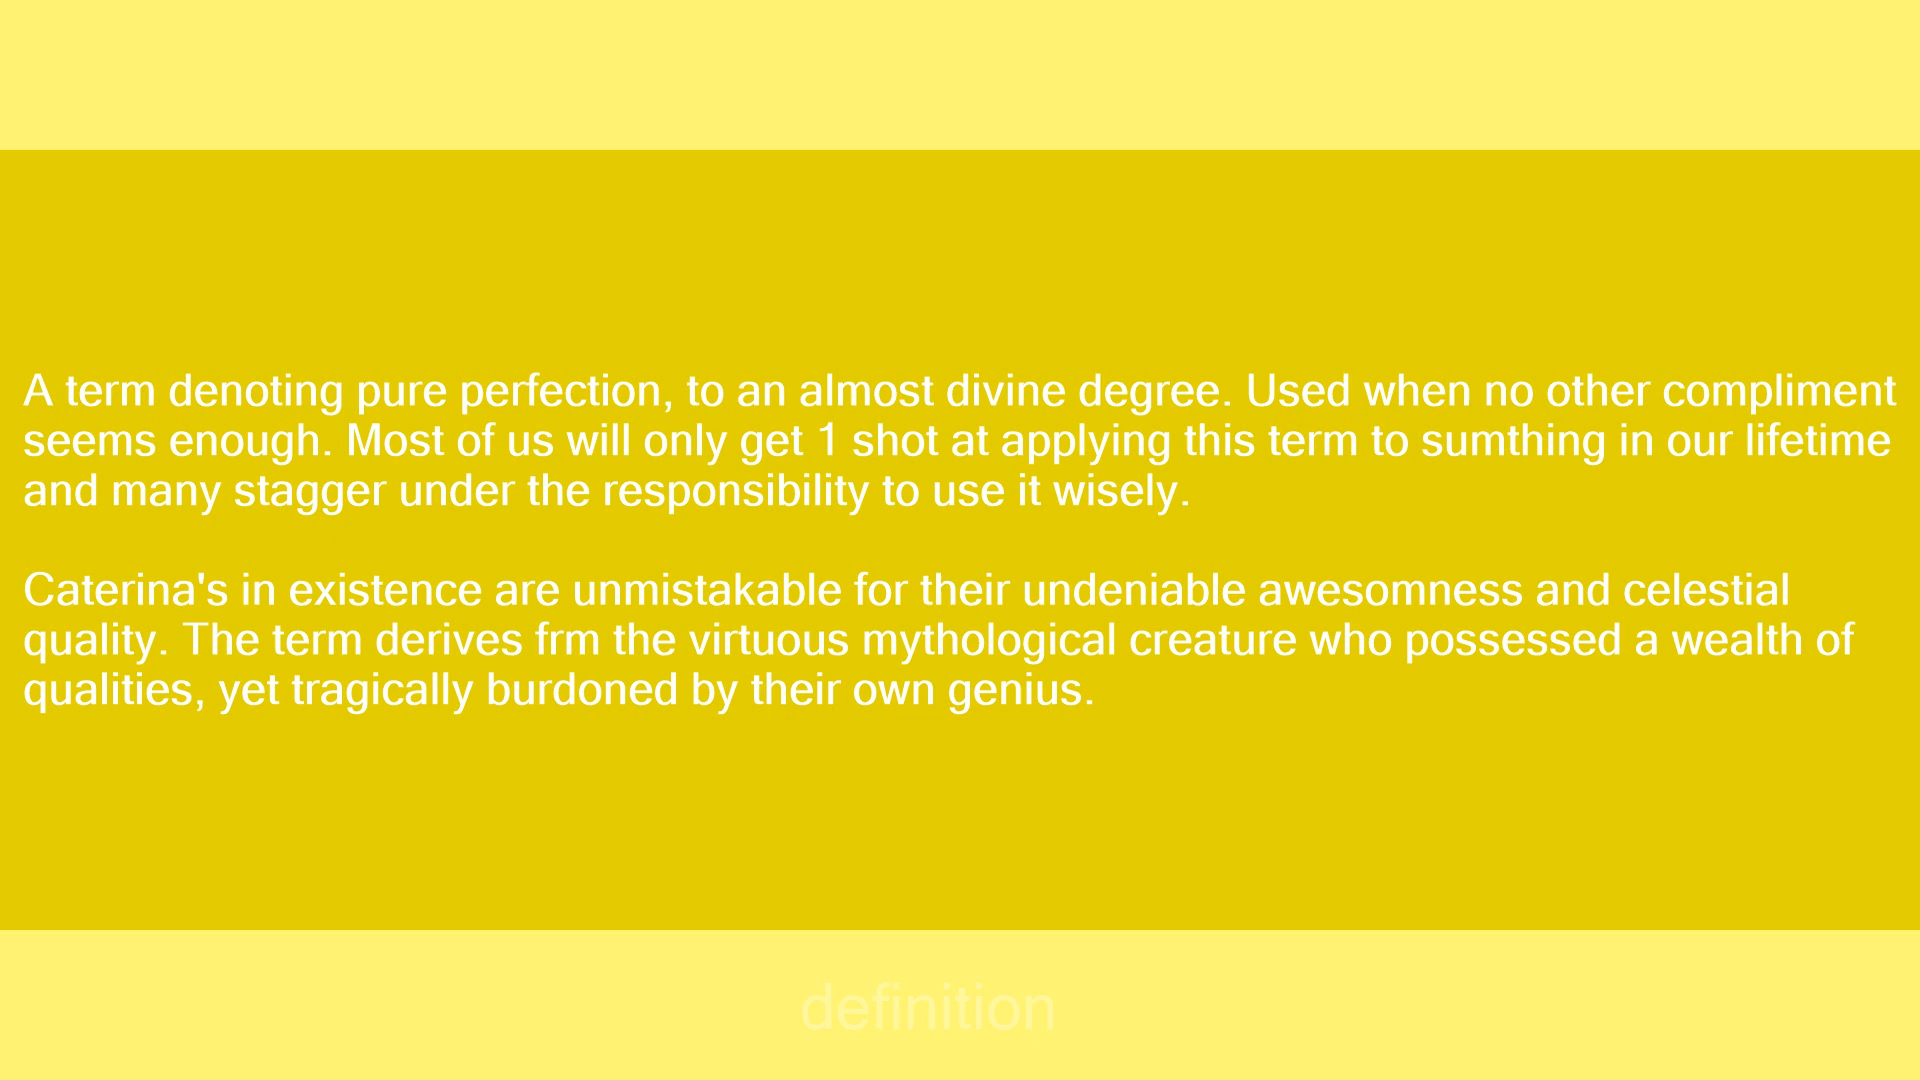 A term denoting pure perfection, to an almost divine degree. Used when no other compliment
seems enough. Most of us will only get 1 shot at applying this term to sumthing in our lifetime
and many stagger under the responsibility to use it wisely.
Caterina's in existence are unmistakable for their undeniable awesomness and celestial
quality. The term derives frm the virtuous mythological creature who possessed a wealth of
qualities, yet tragically burdoned by their own genius.
definition